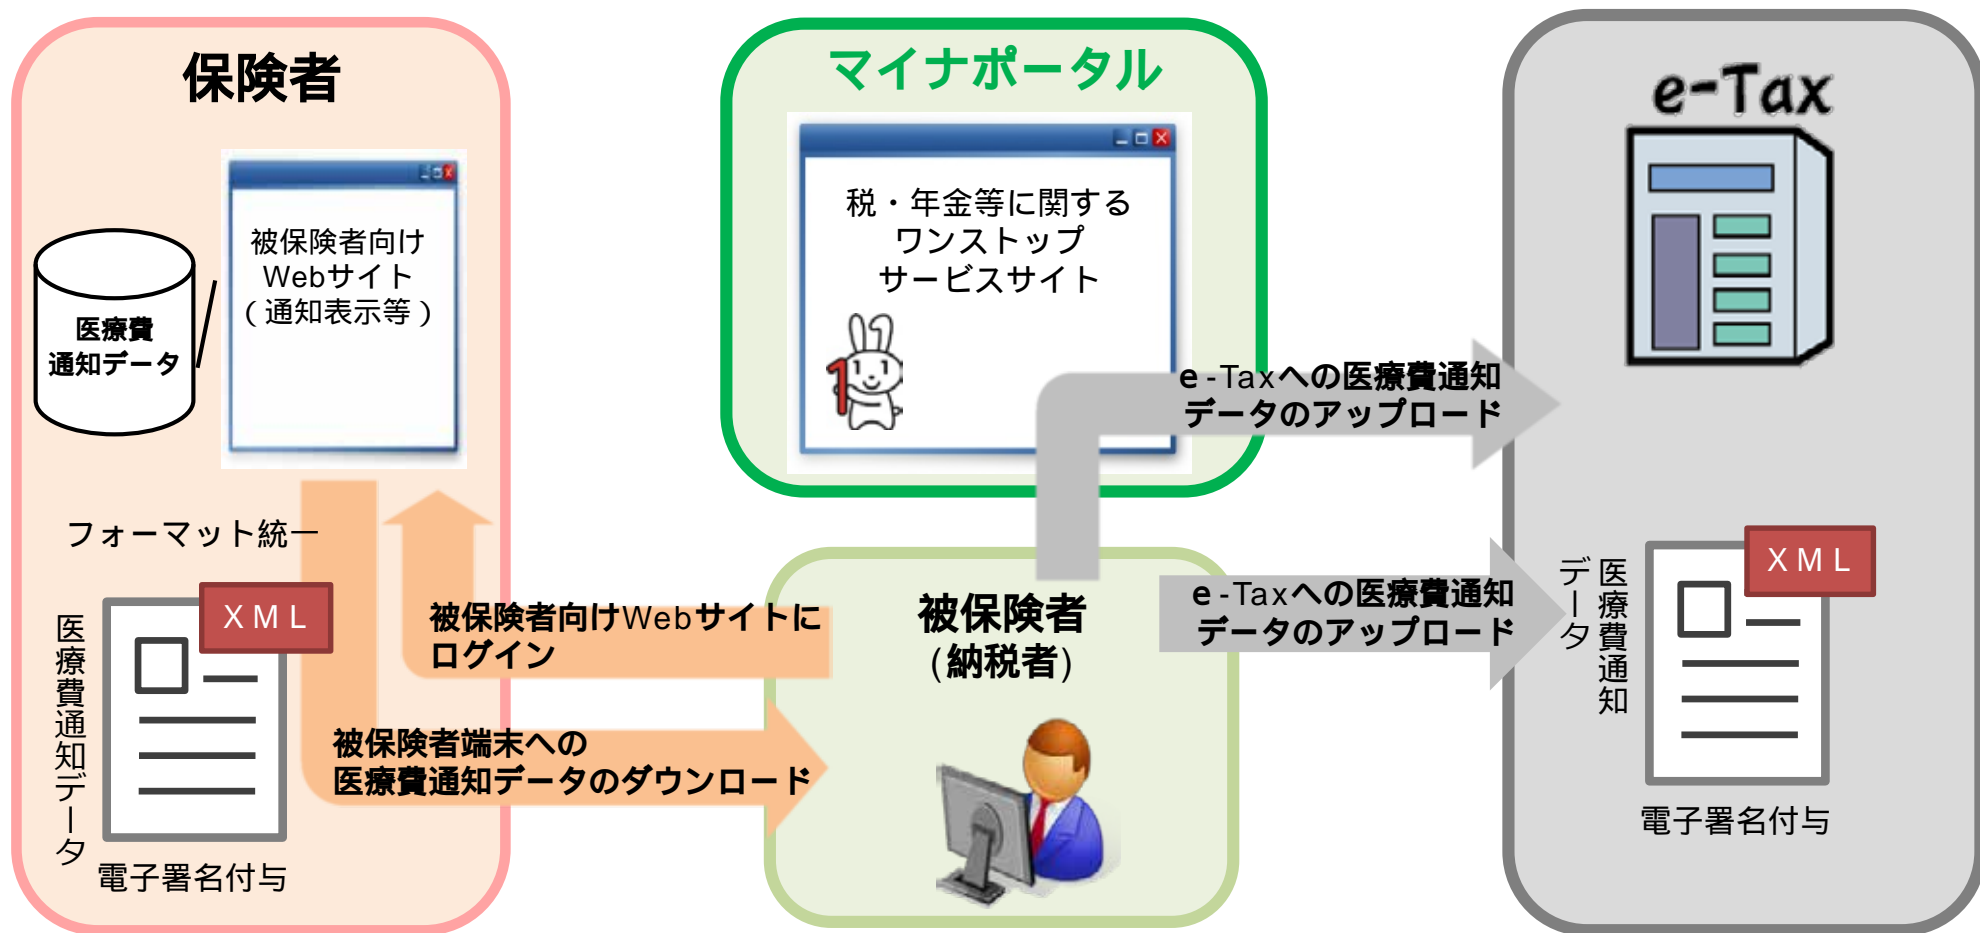 保険者
被保険者向け
Webサイト
（通知表示等）
医療費
通知データ
フォーマット統一
XML
医療費通知データ
電子署名付与
マイナポータル
税・年金等に関する
ワンストップ
サービスサイト
1
被保険者向けWebサイトに
ログイン
被保険者端末への
医療費通知データのダウンロード
被保険者
(納税者)
e-Taxへの医療費通知
データのアップロード
e-Taxへの医療費通知
データのアップロード
e-Tax
医療費通知
データ
XML
電子署名付与